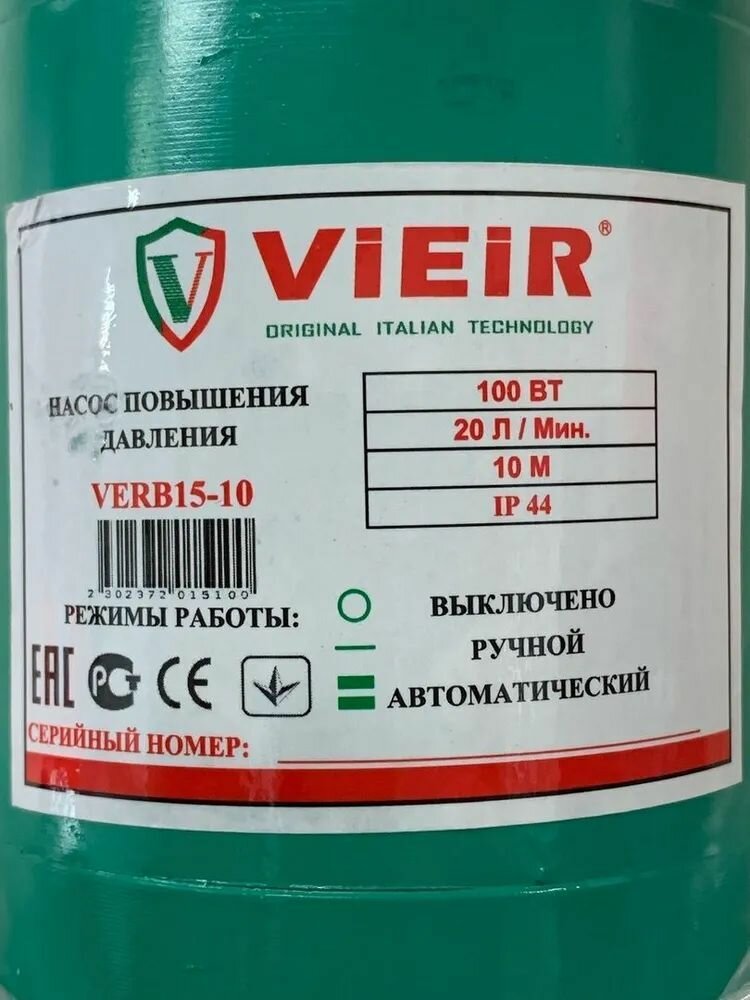 ViEiR®
ORIGINAL ITALIAN TECHNOLOGY
НАСОС ПОВЫШЕНИЯ
ДАВЛЕНИЯ
VERB15-10
100 ВТ
20 Л / Мин.
10 М
IP 44
2 302372 015100
РЕЖИМЫ РАБОТЫ:
ВЫКЛЮЧЕНО
РУЧНОЙ
АВТОМАТИЧЕСКИЙ
EAC PCT CE
СЕРИЙНЫЙ НОМЕР: